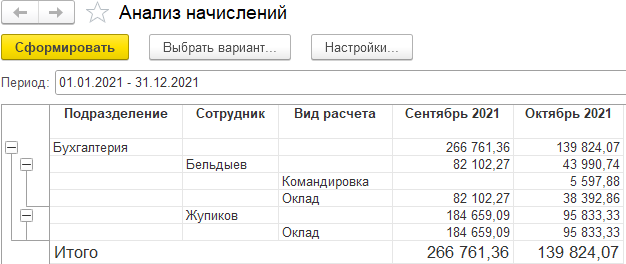 Анализ начислений
Сформировать Выбрать вариант... Настройки...
Период: 01.01.2021 - 31.12.2021
Подразделение Сотрудник Вид расчета Сентябрь 2021 Октябрь 2021
Бухгалтерия 266 761,36 139 824,07
Бельдыев 82 102,27 43 990,74
Командировка 5 597,88
Оклад 82 102,27 38 392,86
Жупиков 184 659,09 95 833,33
Оклад 184 659,09 95 833,33
Итого 266 761,36 139 824,07